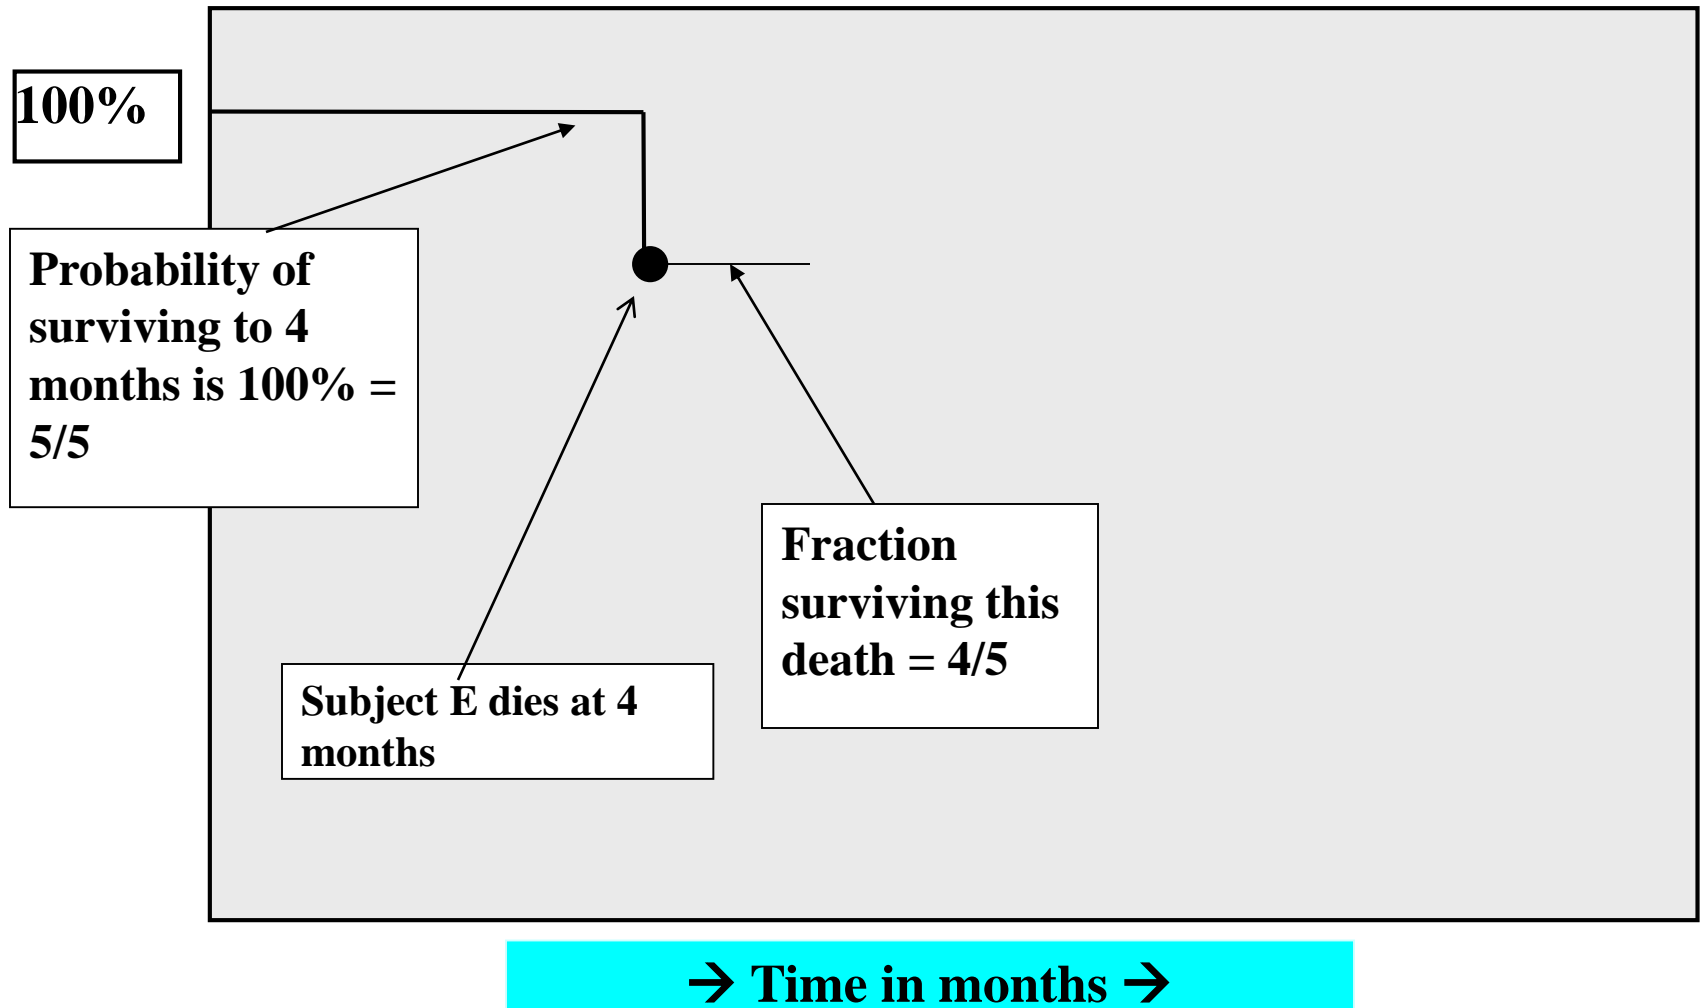 100%
Probability of
surviving to 4
months is 100% =
5/5
Fraction
surviving this
death = 4/5
Subject E dies at 4
months
→ Time in months →